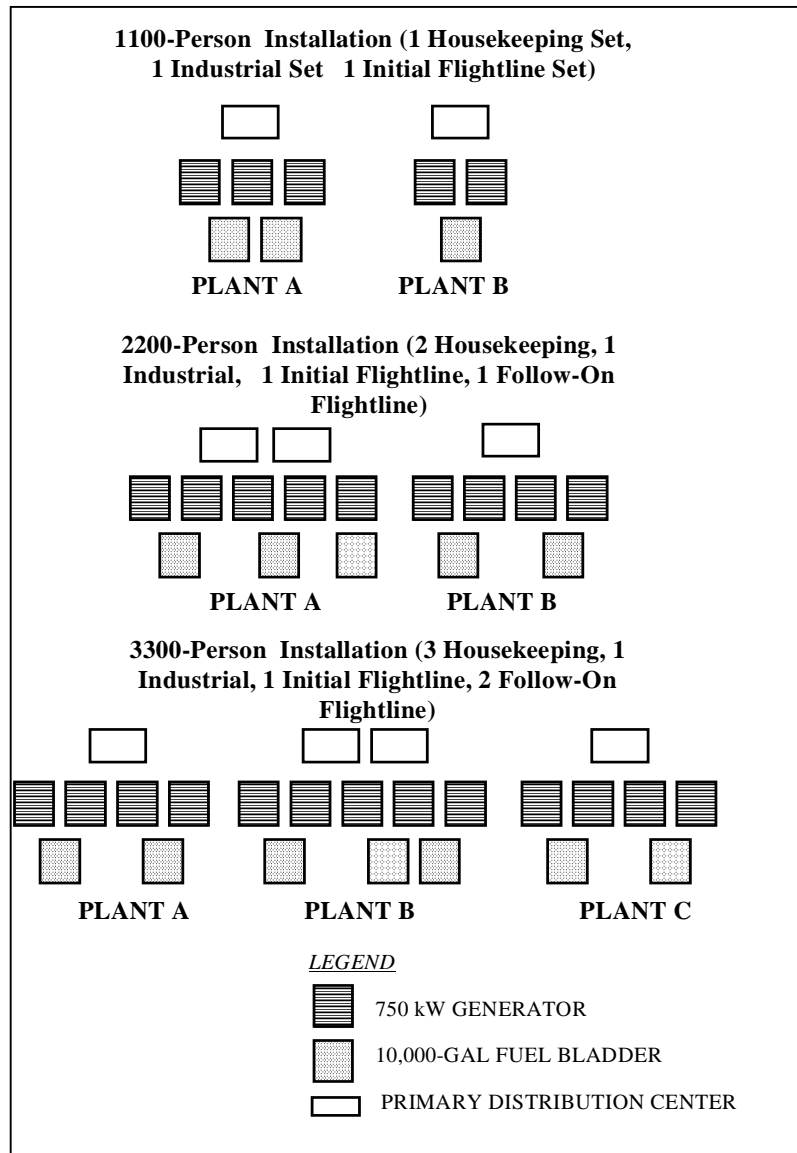 1100-Person Installation (1 Housekeeping Set,
1 Industrial Set 1 Initial Flightline Set)
PLANT A
PLANT B
2200-Person Installation (2 Housekeeping, 1
Industrial, 1 Initial Flightline, 1 Follow-On
Flightline)
PLANT A
PLANT B
3300-Person Installation (3 Housekeeping, 1
Industrial, 1 Initial Flightline, 2 Follow-On
Flightline)
PLANT A
PLANT B
PLANT C
LEGEND
750 kW GENERATOR
10,000-GAL FUEL BLADDER
PRIMARY DISTRIBUTION CENTER